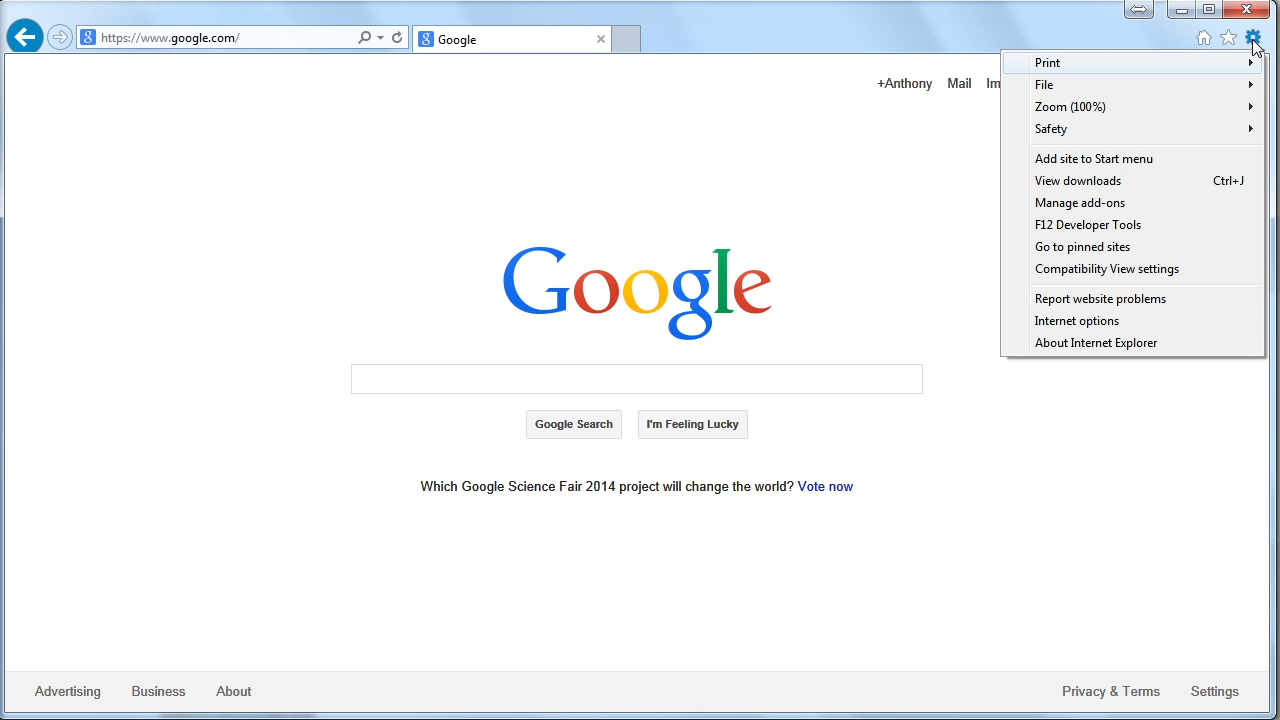 https://www.google.com/
Google
+Anthony Mail Im
Print
File
Zoom (100%)
Safety
Add site to Start menu
View downloads Ctrl+J
Manage add-ons
F12 Developer Tools
Go to pinned sites
Compatibility View settings
Report website problems
Internet options
About Internet Explorer
Google
Google Search I'm Feeling Lucky
Which Google Science Fair 2014 project will change the world? Vote now
Advertising Business About Privacy & Terms Settings